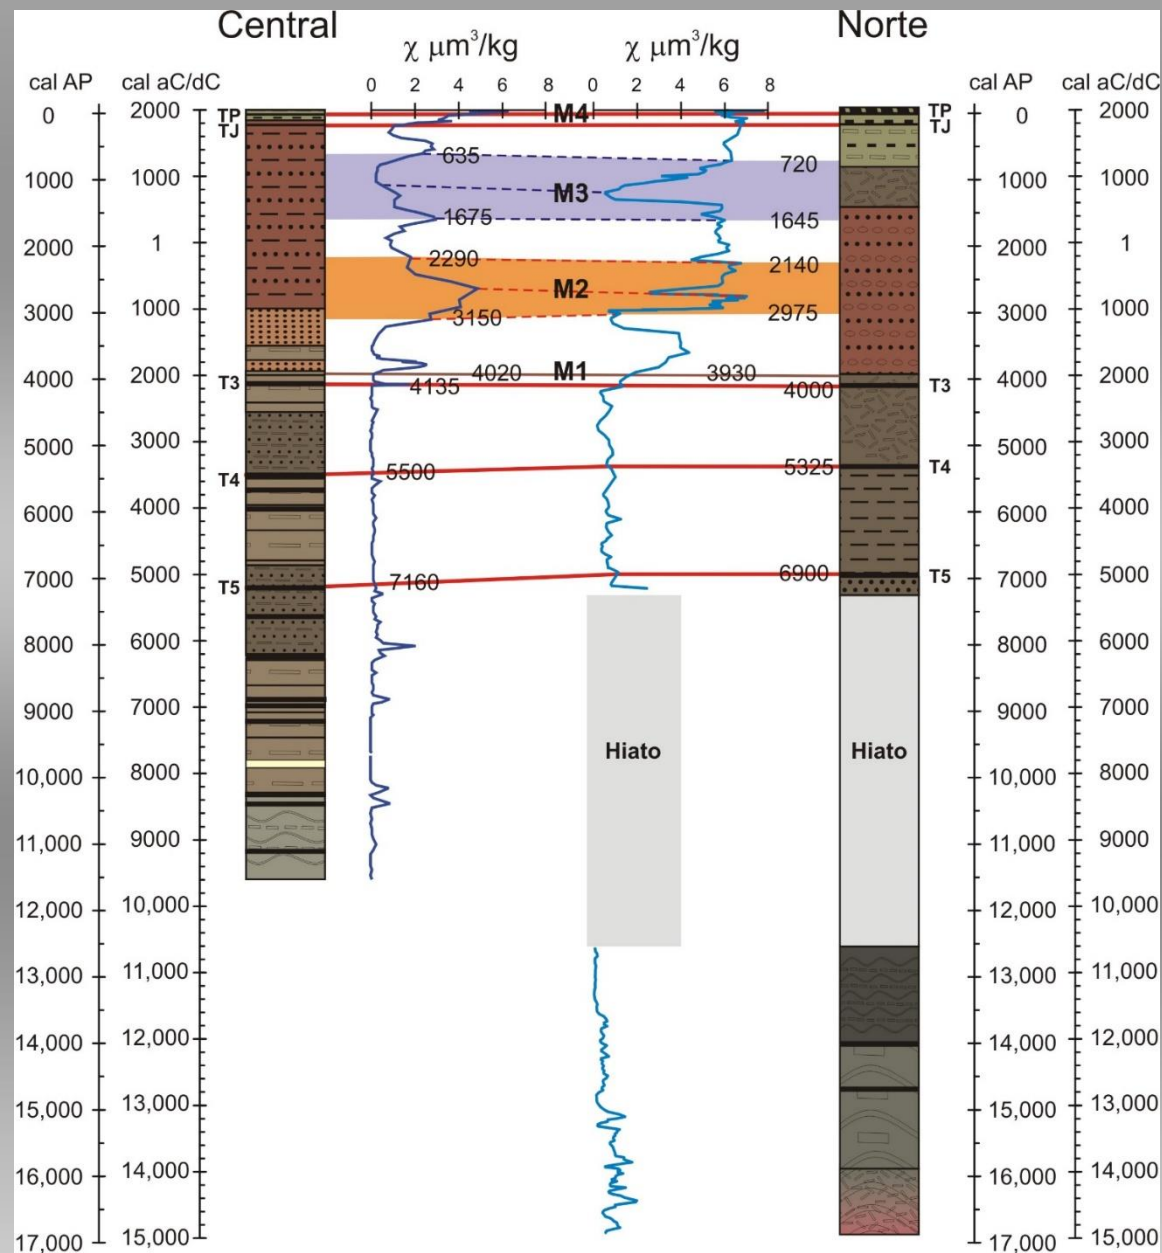 Central Norte
χ μm³/kg χ μm³/kg
cal AP cal aC/dC 0 2 4 6 8 0 2 4 6 8 cal AP cal aC/dC
0 2000 TP M4 TP 0 2000
TJ TJ
635 720
1000 1000 M3 1000 1000
1675 1645
2000 1 2290 2140 2000 1
M2
3000 1000 3150 2975 3000 1000
4000 2000 T3 4020 M1 3930 T3 4000 2000
4135 4000
5000 3000 5000 3000
T4 5500 5325 T4
6000 4000 6000 4000
7000 5000 T5 7160 6900 T5 7000 5000
8000 6000 8000 6000
9000 7000 9000 7000
Hiato Hiato
10,000 8000 10,000 8000
11,000 9000 11,000 9000
12,000 10,000 12,000 10,000
13,000 11,000 13,000 11,000
14,000 12,000 14,000 12,000
15,000 13,000 15,000 13,000
16,000 14,000 16,000 14,000
17,000 15,000 17,000 15,000